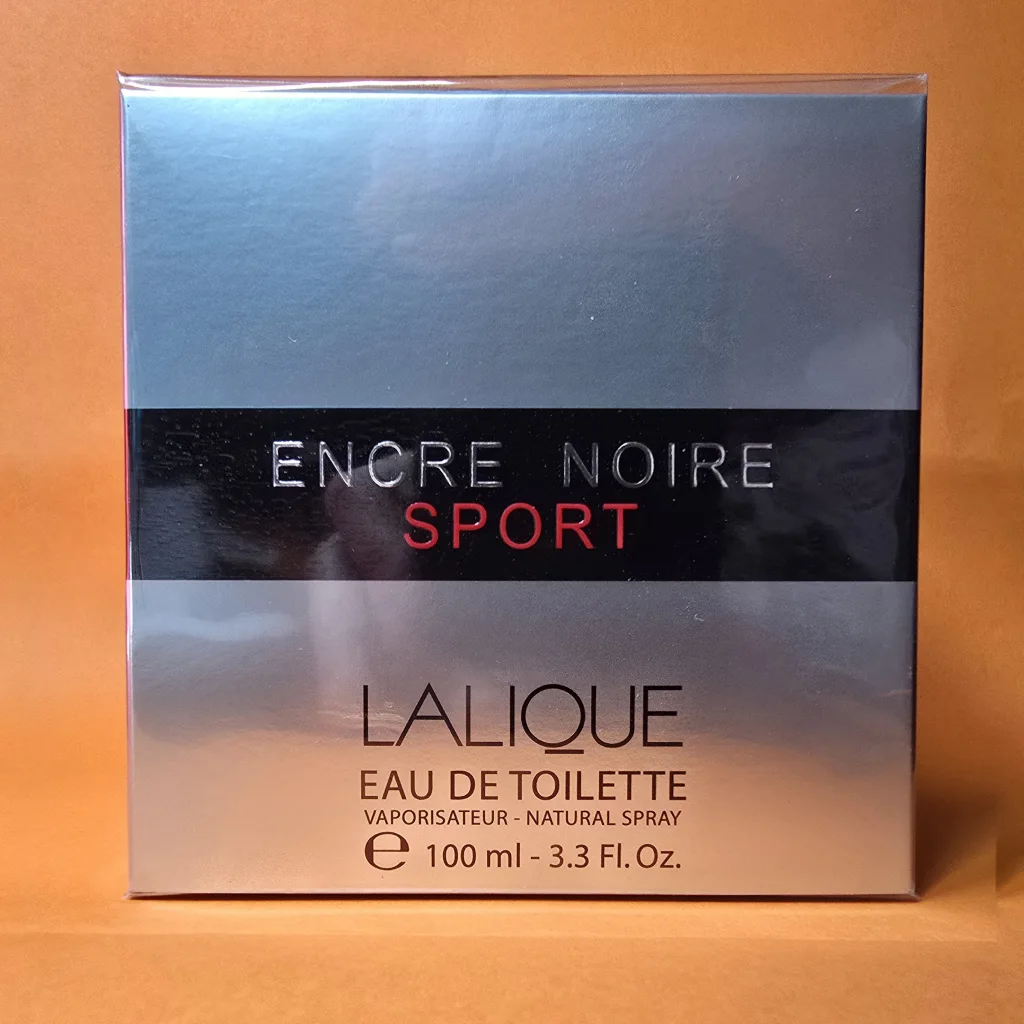 ENCRE NOIRE
SPORT
LALIQUE
EAU DE TOILETTE
VAPORISATEUR - NATURAL SPRAY
℮ 100 ml - 3.3 Fl. Oz.